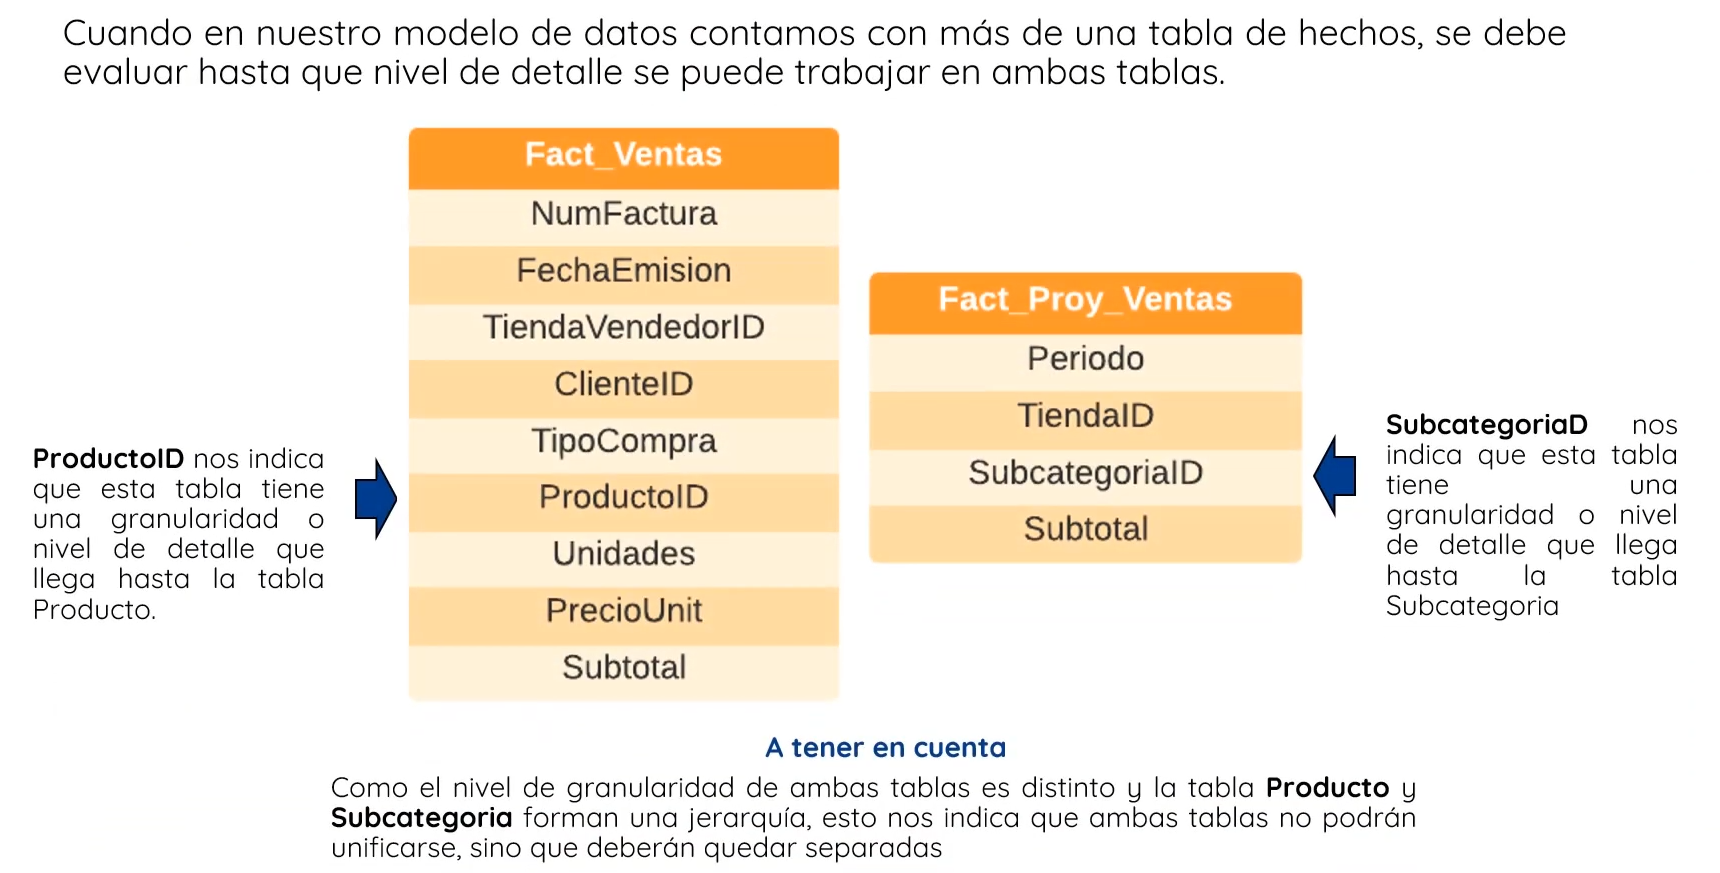 Cuando en nuestro modelo de datos contamos con más de una tabla de hechos, se debe
evaluar hasta que nivel de detalle se puede trabajar en ambas tablas.
Fact_Ventas
NumFactura
FechaEmision
TiendaVendedorID
ClienteID
TipoCompra
ProductoID
Unidades
PrecioUnit
Subtotal
Fact_Proy_Ventas
Periodo
TiendaID
SubcategoriaID
Subtotal
ProductoID nos indica
que esta tabla tiene
una granularidad o
nivel de detalle que
llega hasta la tabla
Producto.
SubcategoriaD nos
indica que esta tabla
tiene una
granularidad o nivel
de detalle que llega
hasta la tabla
Subcategoria
A tener en cuenta
Como el nivel de granularidad de ambas tablas es distinto y la tabla Producto y
Subcategoria forman una jerarquía, esto nos indica que ambas tablas no podrán
unificarse, sino que deberán quedar separadas